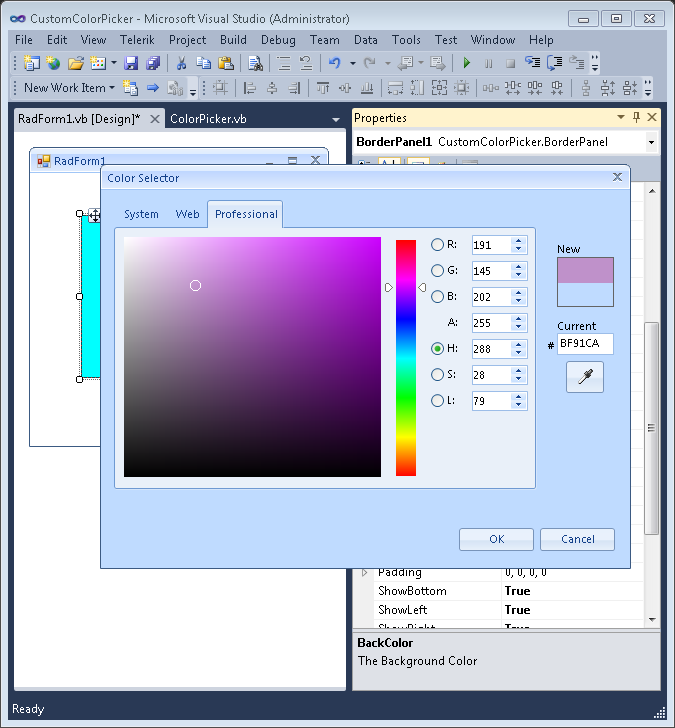 CustomColorPicker - Microsoft Visual Studio (Administrator)
File Edit View Telerik Project Build Debug Team Data Tools Test Window Help
New Work Item
RadForm1.vb [Design]* ColorPicker.vb
Properties
BorderPanel1 CustomColorPicker.BorderPanel
RadForm1
Color Selector
System Web Professional
R: 191
G: 145
B: 202
A: 255
H: 288
S: 28
L: 79
New
Current
# BF91CA
OK Cancel
Padding 0, 0, 0, 0
ShowBottom True
ShowLeft True
ShowRight True
BackColor
The Background Color
Ready